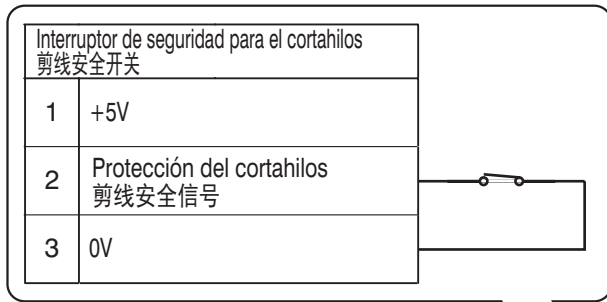 Interruptor de seguridad para el cortahilos
剪线安全开关
1 +5V
2 Protección del cortahilos
剪线安全信号
3 0V